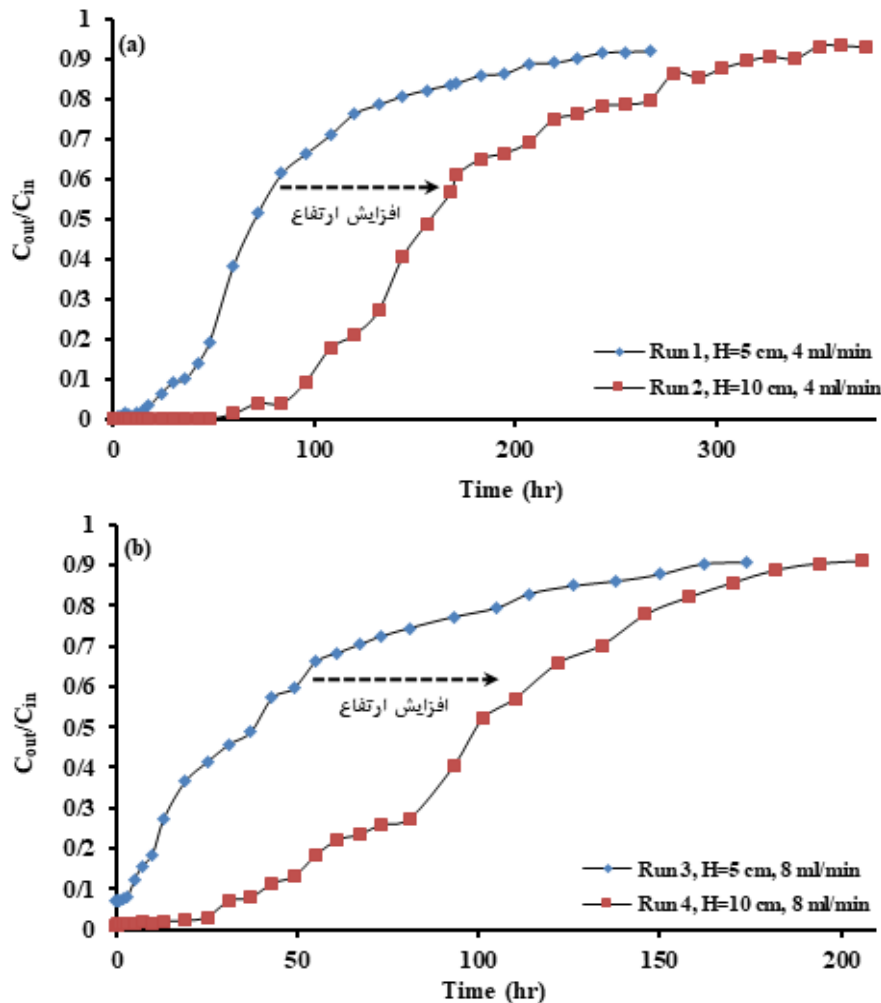 (a)
1
0/9
0/8
0/7
0/6
0/5
0/4
0/3
0/2
0/1
0
C_out/C_in
افزایش ارتفاع
Run 1, H=5 cm, 4 ml/min
Run 2, H=10 cm, 4 ml/min
0 100 200 300
Time (hr)
(b)
1
0/9
0/8
0/7
0/6
0/5
0/4
0/3
0/2
0/1
0
C_out/C_in
افزایش ارتفاع
Run 3, H=5 cm, 8 ml/min
Run 4, H=10 cm, 8 ml/min
0 50 100 150 200
Time (hr)